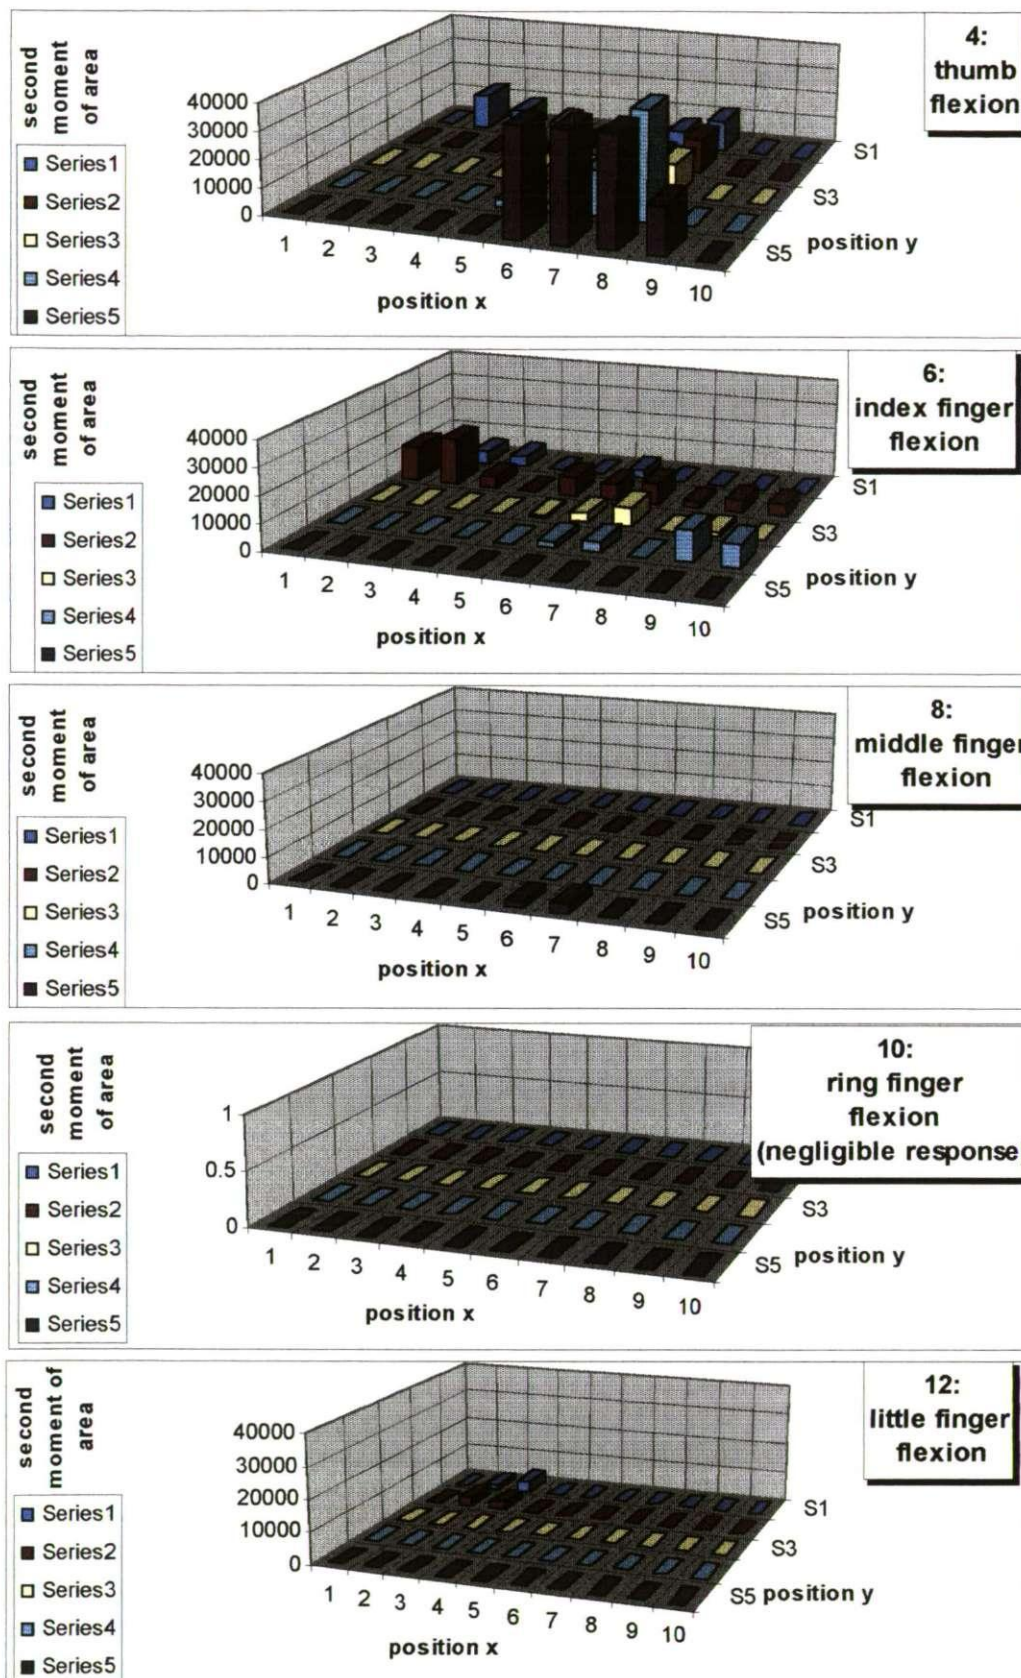 second
moment
of area
4:
thumb
flexion
40000
30000
20000
10000
0
Series1
Series2
Series3
Series4
Series5
1 2 3 4 5 6 7 8 9 10
position x
S1
S3
S5 position y
second
moment
of area
6:
index finger
flexion
40000
30000
20000
10000
0
Series1
Series2
Series3
Series4
Series5
1 2 3 4 5 6 7 8 9 10
position x
S1
S3
S5 position y
second
moment
of area
8:
middle finger
flexion
40000
30000
20000
10000
0
Series1
Series2
Series3
Series4
Series5
1 2 3 4 5 6 7 8 9 10
position x
S1
S3
S5 position y
second
moment
of area
10:
ring finger
flexion
(negligible response
1
0.5
0
Series1
Series2
Series3
Series4
Series5
1 2 3 4 5 6 7 8 9 10
position x
S3
S5 position y
second
moment of
area
12:
little finger
flexion
40000
30000
20000
10000
0
Series1
Series2
Series3
Series4
Series5
1 2 3 4 5 6 7 8 9 10
position x
S1
S3
S5 position y